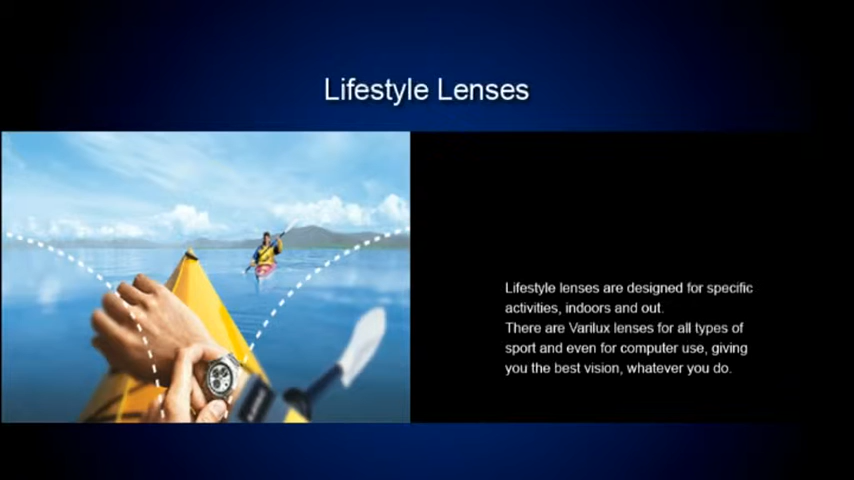 Lifestyle Lenses
Lifestyle lenses are designed for specific
activities, indoors and out.
There are Varilux lenses for all types of
sport and even for computer use, giving
you the best vision, whatever you do.